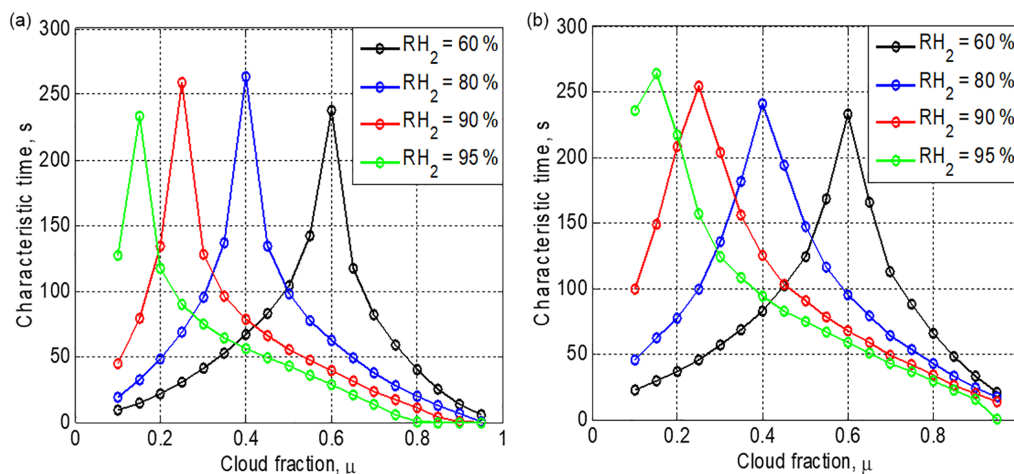 (a)
300
250
200
150
100
50
0
Characteristic time, s
0
0.2
0.4
0.6
0.8
1
Cloud fraction, μ
RH2 = 60 %
RH2 = 80 %
RH2 = 90 %
RH2 = 95 %
(b)
300
250
200
150
100
50
0
Characteristic time, s
0
0.2
0.4
0.6
0.8
Cloud fraction, μ
RH2 = 60 %
RH2 = 80 %
RH2 = 90 %
RH2 = 95 %